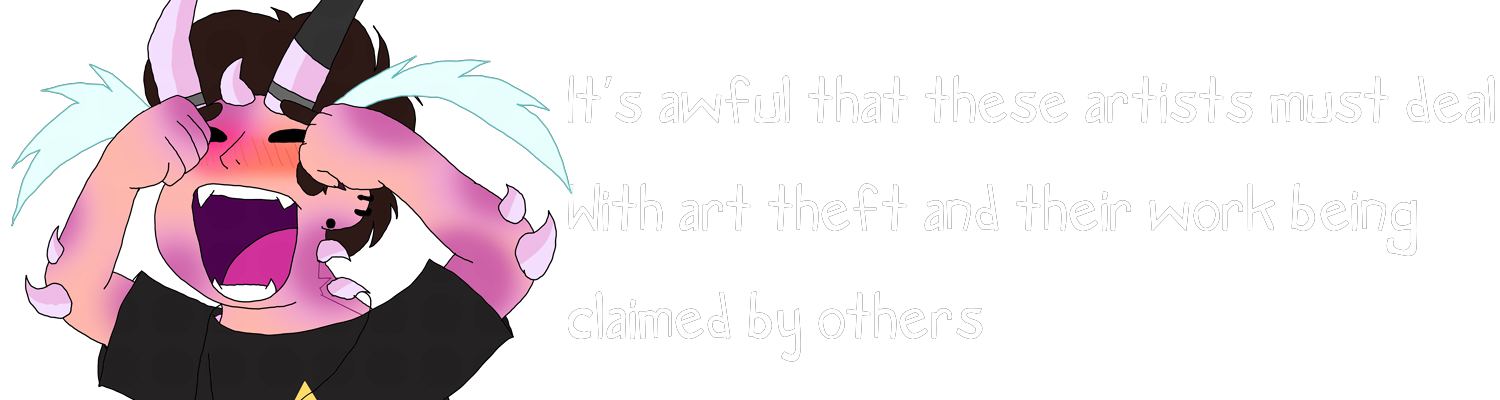 It's awful that these artists must deal
With art theft and their work being
claimed by others